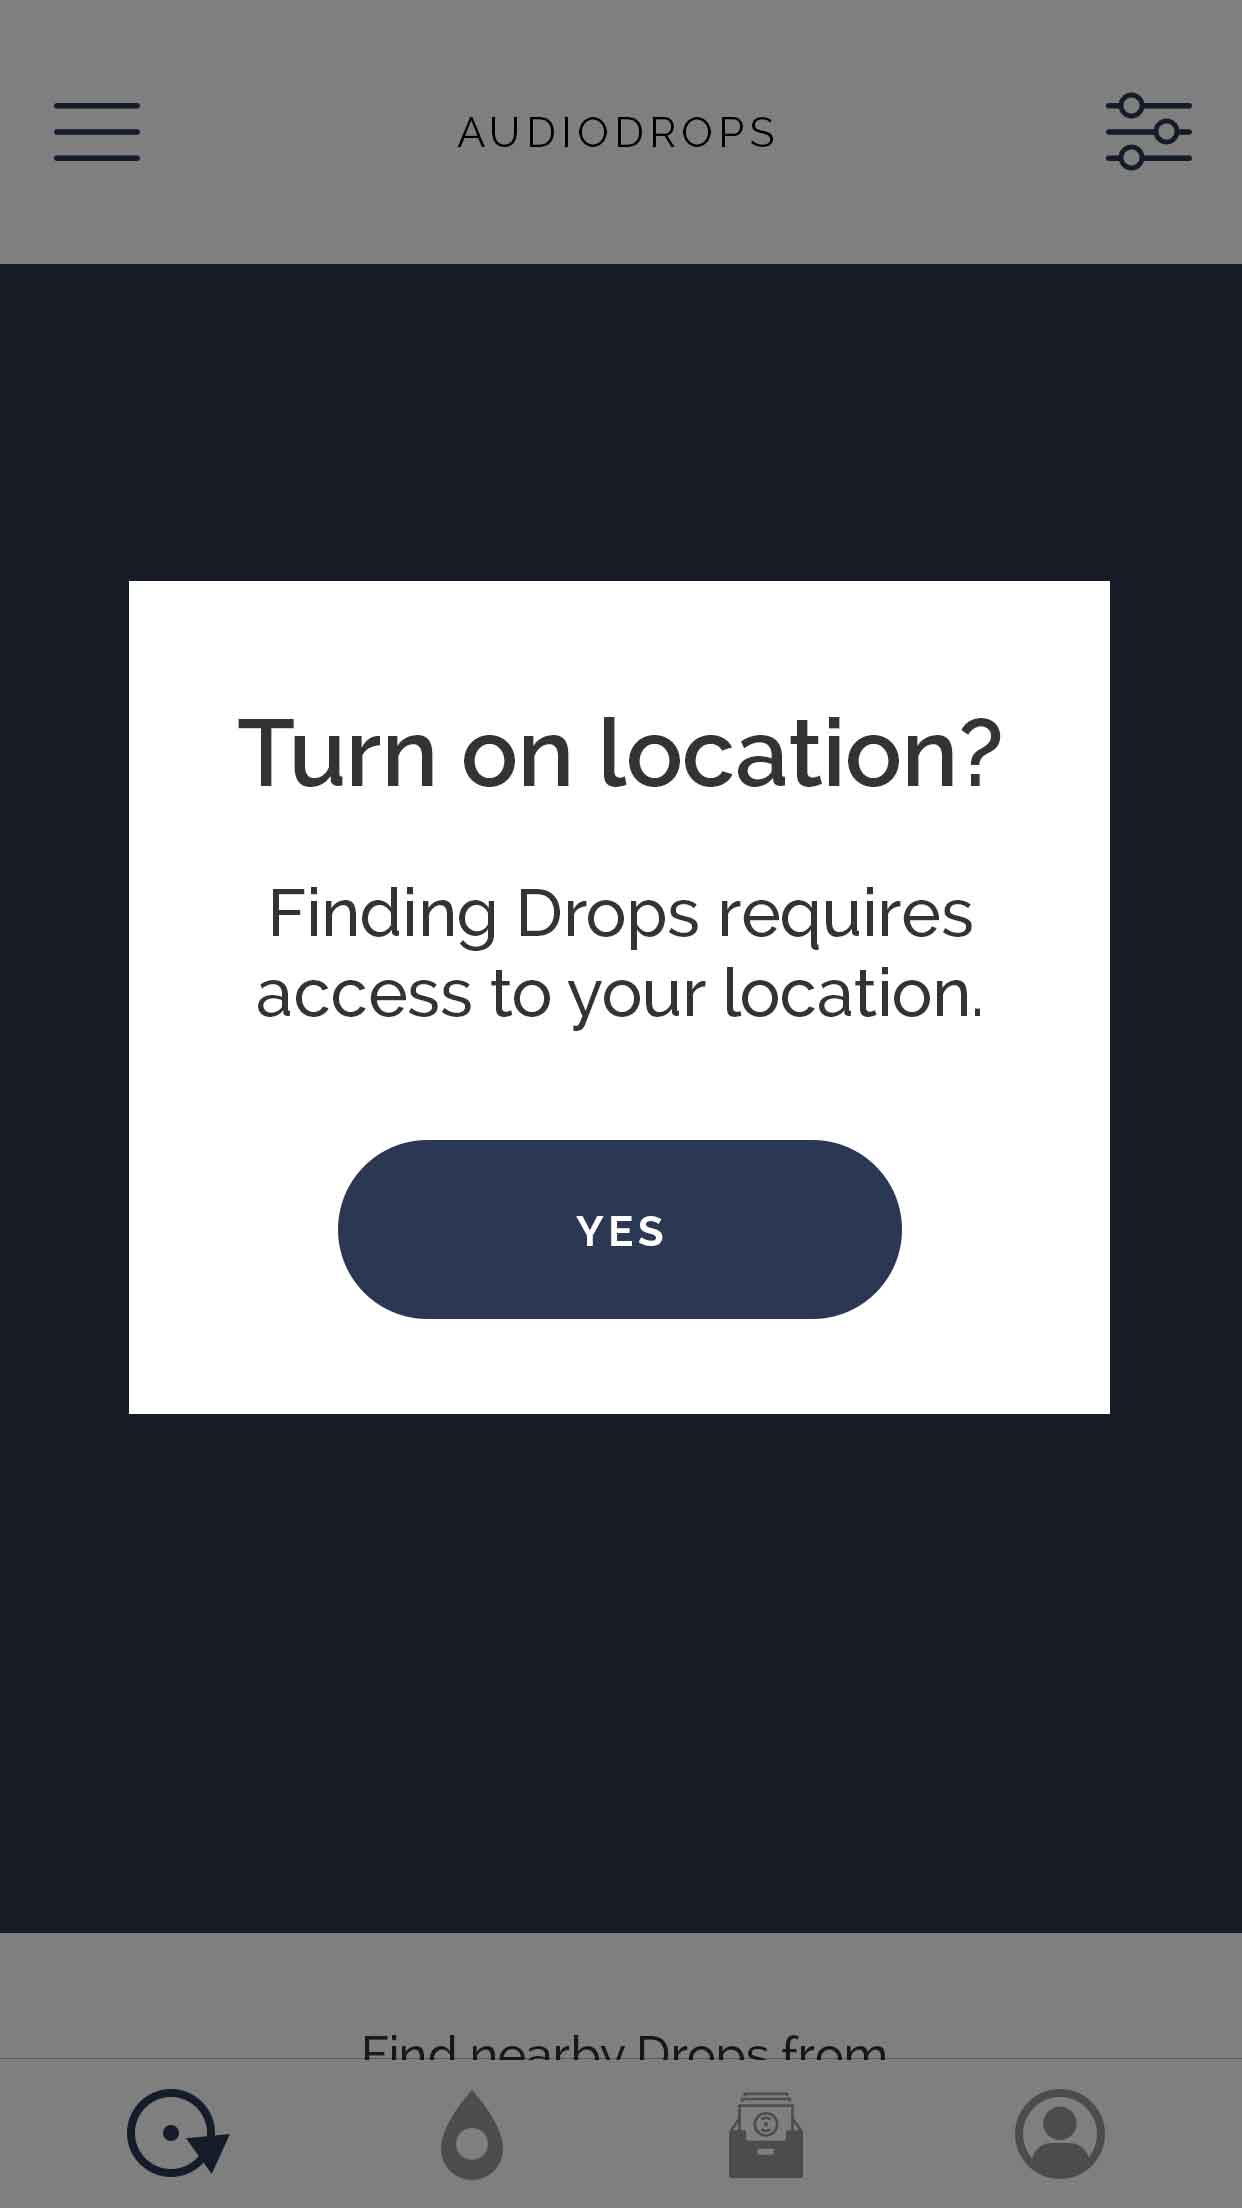 AUDIODROPS
Turn on location?
Finding Drops requires
access to your location.
YES
Find nearby Drops from